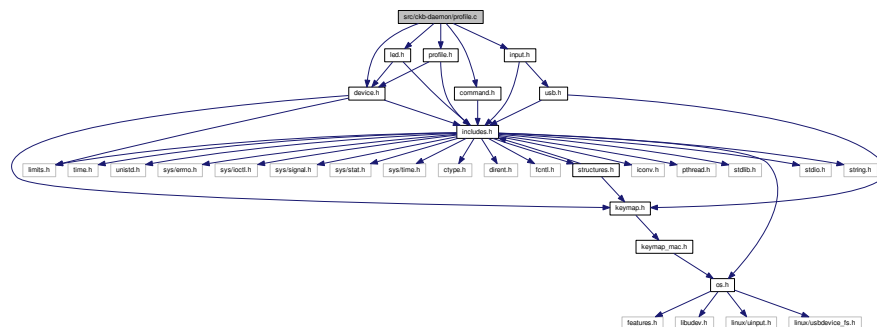 src/ckb-daemon/profile.c
led.h
profile.h
input.h
device.h
command.h
usb.h
includes.h
limits.h
time.h
unistd.h
sys/errno.h
sys/ioctl.h
sys/signal.h
sys/stat.h
sys/time.h
ctype.h
dirent.h
fcntl.h
structures.h
iconv.h
pthread.h
stdlib.h
stdio.h
string.h
keymap.h
keymap_mac.h
os.h
features.h
libudev.h
linux/uinput.h
linux/usbdevice_fs.h